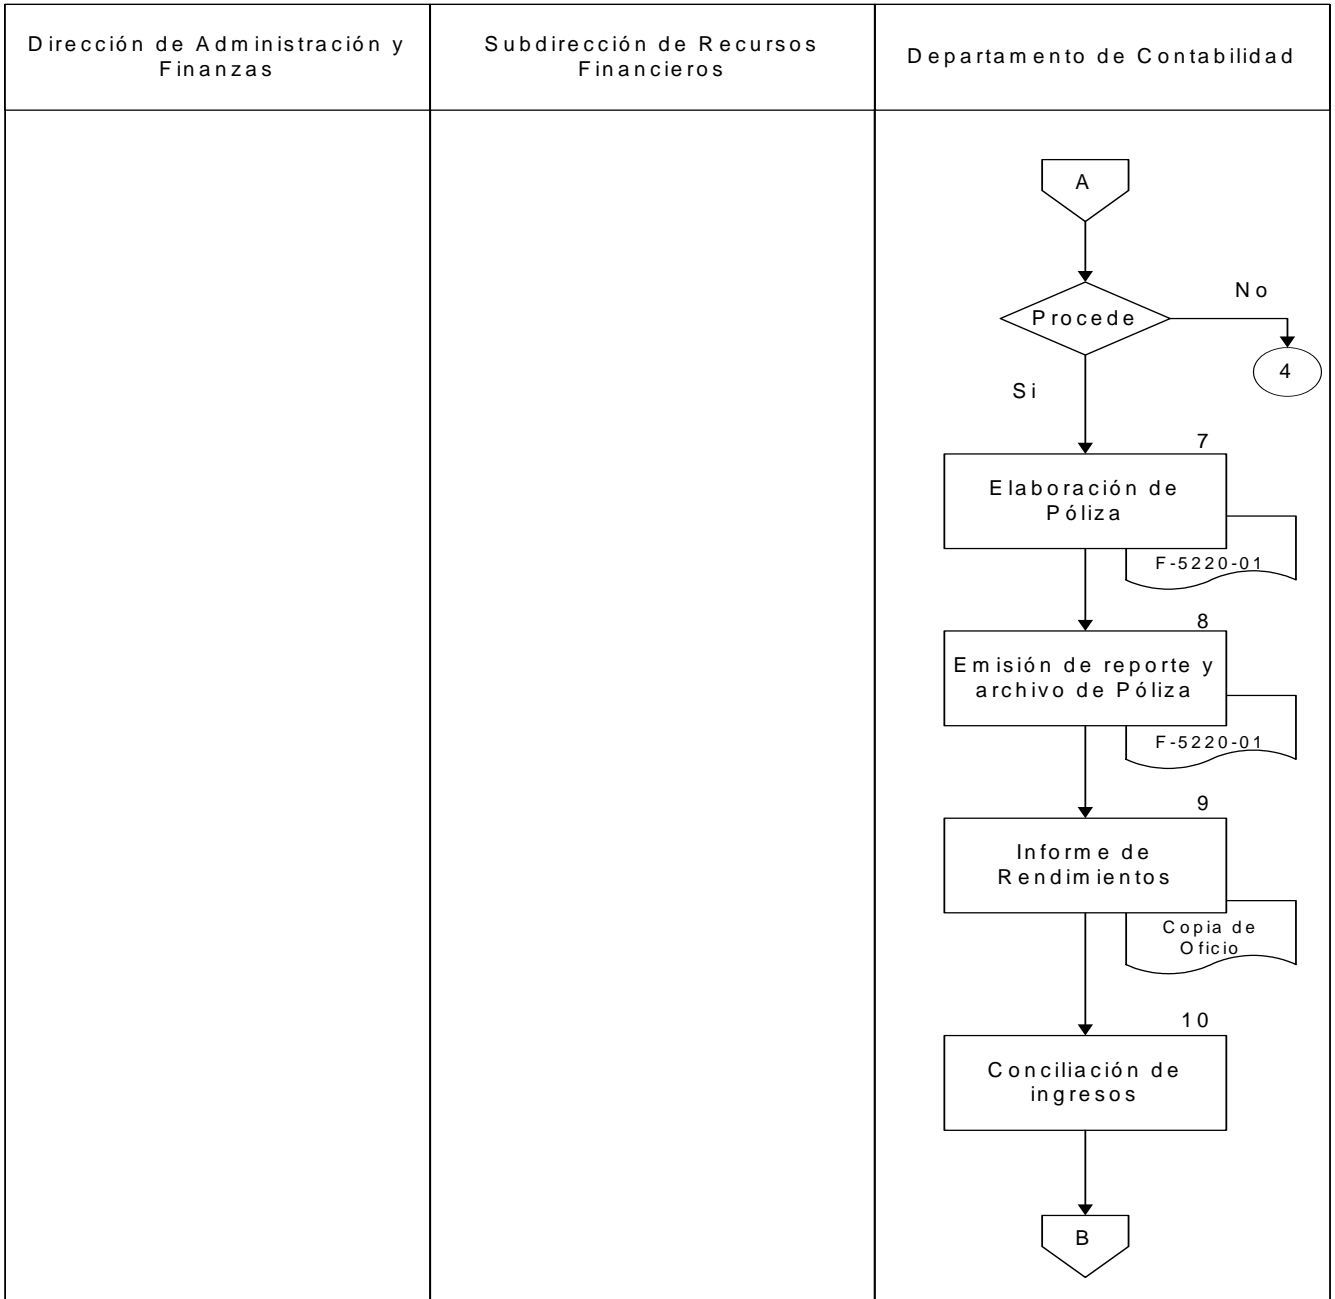 Dirección de Administración y
Finanzas
Subdirección de Recursos
Financieros
Departamento de Contabilidad
A
Procede
No
4
Si
7
Elaboración de
Póliza
F-5220-01
8
Emisión de reporte y
archivo de Póliza
F-5220-01
9
Informe de
Rendimientos
Copia de
Oficio
10
Conciliación de
ingresos
B